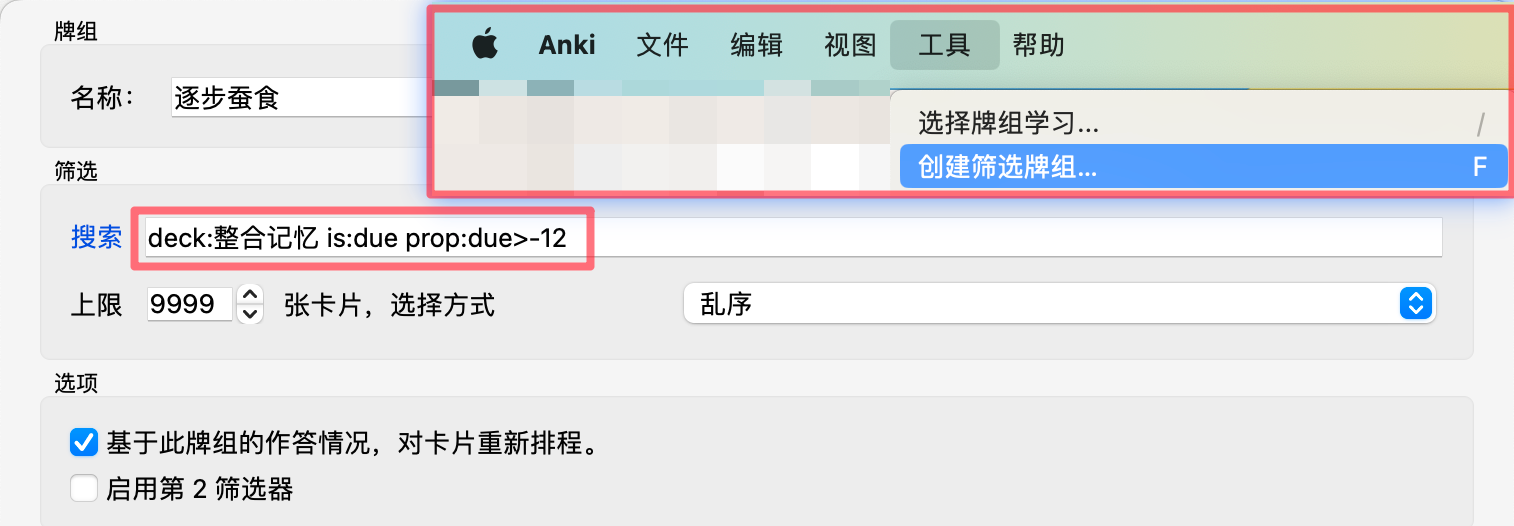 牌组
名称： 逐步蚕食
Anki 文件 编辑 视图 工具 帮助
选择牌组学习... /
创建筛选牌组... F
筛选
搜索 deck:整合记忆 is:due prop:due>-12
上限 9999 张卡片，选择方式 乱序
选项
基于此牌组的作答情况，对卡片重新排程。
启用第 2 筛选器